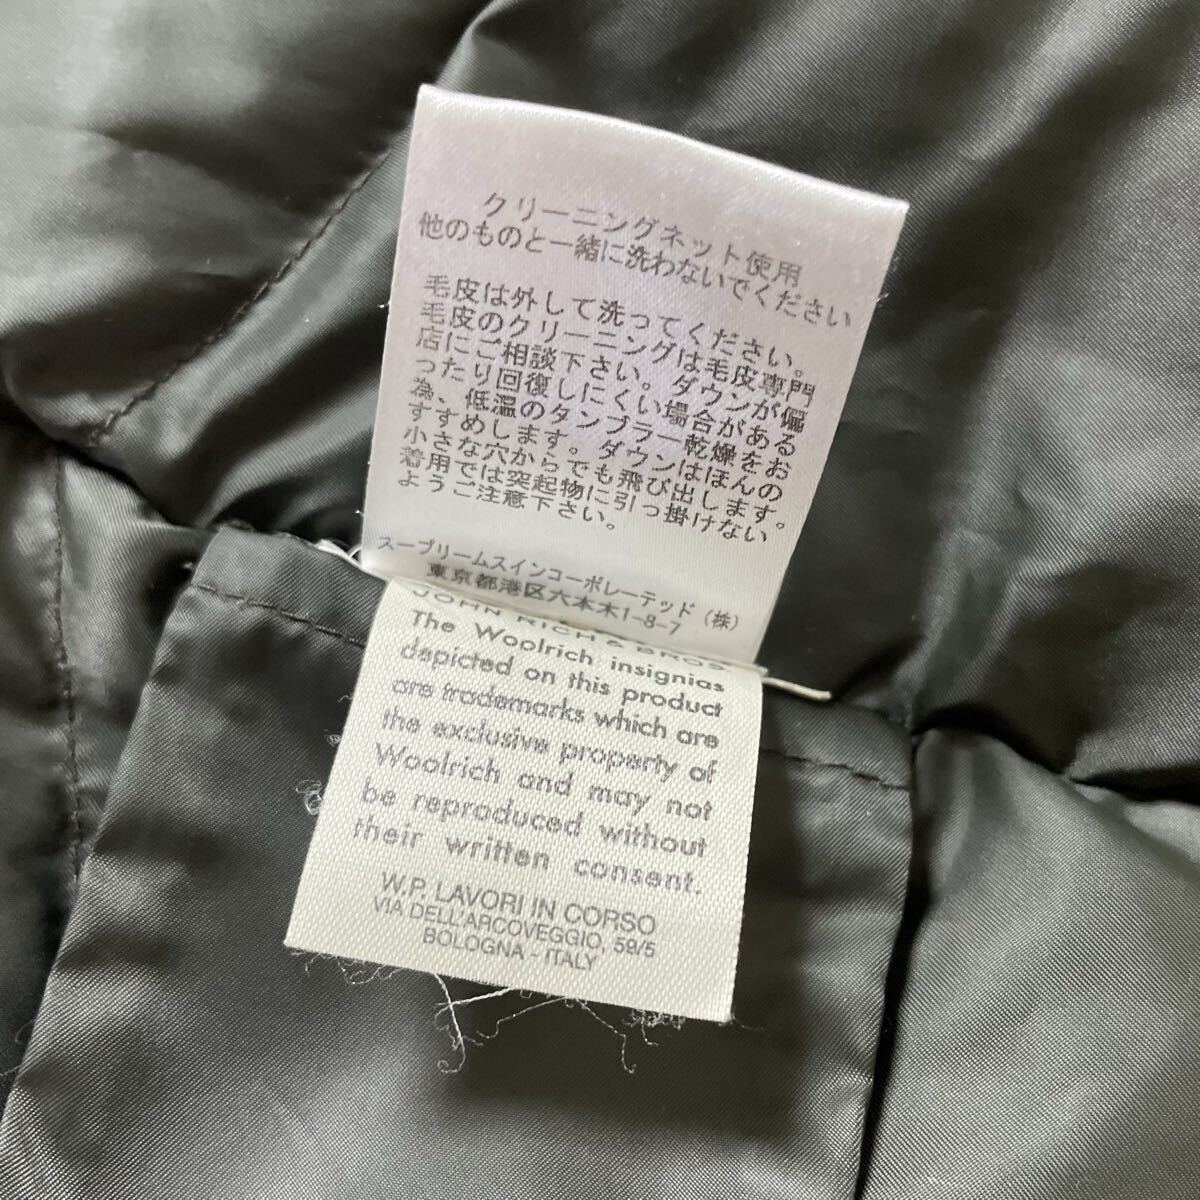 クリーニングネット使用
他のものと一緒に洗わないでください
毛皮は外して洗ってください。
毛皮のクリーニングは毛皮専門
店にご相談下さい。ダウンが偏
ったり回復しにくい場合がある
為、低温のタンブラー乾燥をお
すすめします。ダウンはほんの
小さな穴からでも飛び出します。
着用では突起物に引っ掛けない
ようご注意下さい。
スープリームスインコーポレーテッド(株)
東京都港区六本木1-8-7
JOHN RICH & BROS
The Woolrich insignias
depicted on this product
are trademarks which are
the exclusive property of
Woolrich and may not
be reproduced without
their written consent.
W.P. LAVORI IN CORSO
VIA DELL'ARCOVEGGIO, 59/5
BOLOGNA - ITALY